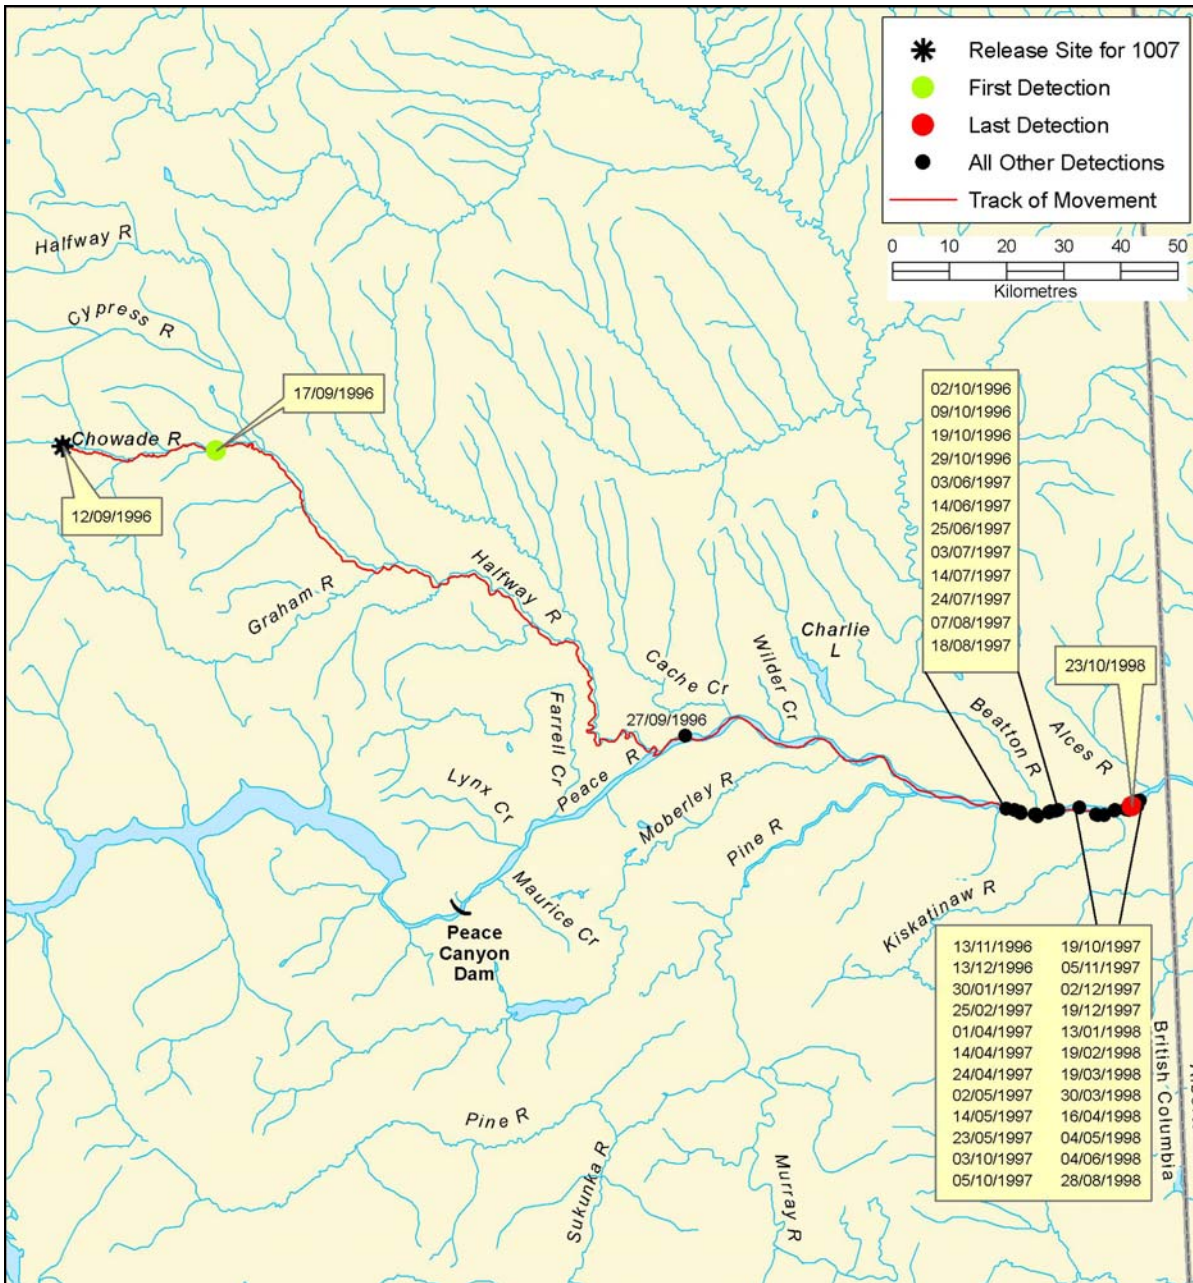 Release Site for 1007
First Detection
Last Detection
All Other Detections
Track of Movement
0 10 20 30 40 50
Kilometres
Halfway R
Cypress R
17/09/1996
Chowade R
12/09/1996
02/10/1996
09/10/1996
19/10/1996
29/10/1996
03/06/1997
14/06/1997
25/06/1997
03/07/1997
14/07/1997
24/07/1997
07/08/1997
18/08/1997
Halfway R
Graham R
Charlie
L
Wilder Cr
Cache Cr
23/10/1998
Farrell Cr
27/09/1996
Beatton R
Alces R
Peace R
Lynx Cr
Moberley R
Pine R
Maurice Cr
Kiskatinaw R
Peace
Canyon
Dam
13/11/1996 19/10/1997
13/12/1996 05/11/1997
30/01/1997 02/12/1997
25/02/1997 19/12/1997
01/04/1997 13/01/1998
14/04/1997 19/02/1998
24/04/1997 19/03/1998
02/05/1997 30/03/1998
14/05/1997 16/04/1998
23/05/1997 04/05/1998
03/10/1997 04/06/1998
05/10/1997 28/08/1998
British Columbia
Pine R
Sukunka R
Murray R